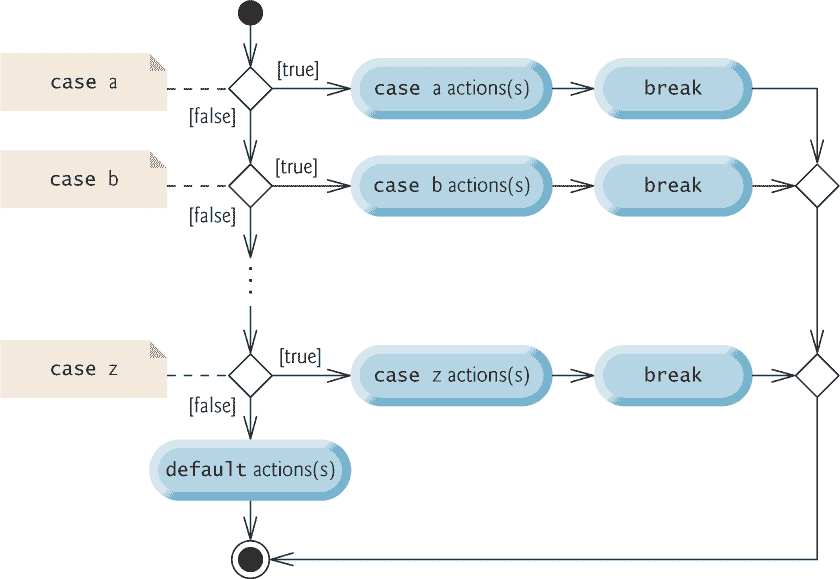 case a
[true]
case a actions(s)
break
[false]
case b
[true]
case b actions(s)
break
[false]
case z
[true]
case z actions(s)
break
[false]
default actions(s)